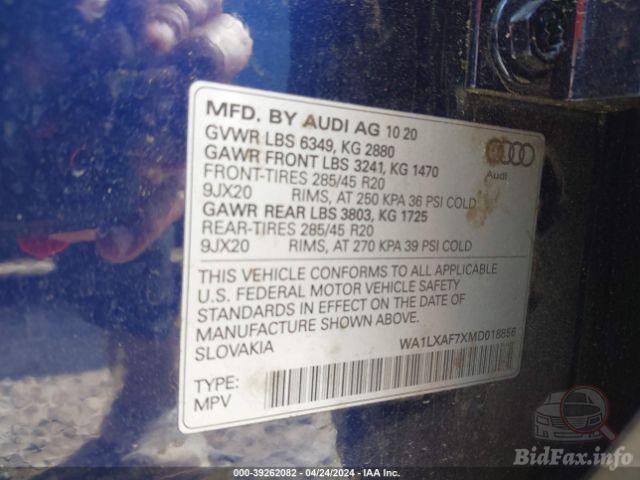 MFD. BY AUDI AG 10 20
GVWR LBS 6349, KG 2880
GAWR FRONT LBS 3241, KG 1470
FRONT-TIRES 285/45 R20
9JX20 RIMS, AT 250 KPA 36 PSI COLD
GAWR REAR LBS 3803, KG 1725
REAR-TIRES 285/45 R20
9JX20 RIMS, AT 270 KPA 39 PSI COLD
Audi
THIS VEHICLE CONFORMS TO ALL APPLICABLE
U.S. FEDERAL MOTOR VEHICLE SAFETY
STANDARDS IN EFFECT ON THE DATE OF
MANUFACTURE SHOWN ABOVE.
SLOVAKIA WA1LXAF7XMD018856
TYPE:
MPV
000-39262082 - 04/24/2024 - IAA Inc.
BidFax.info